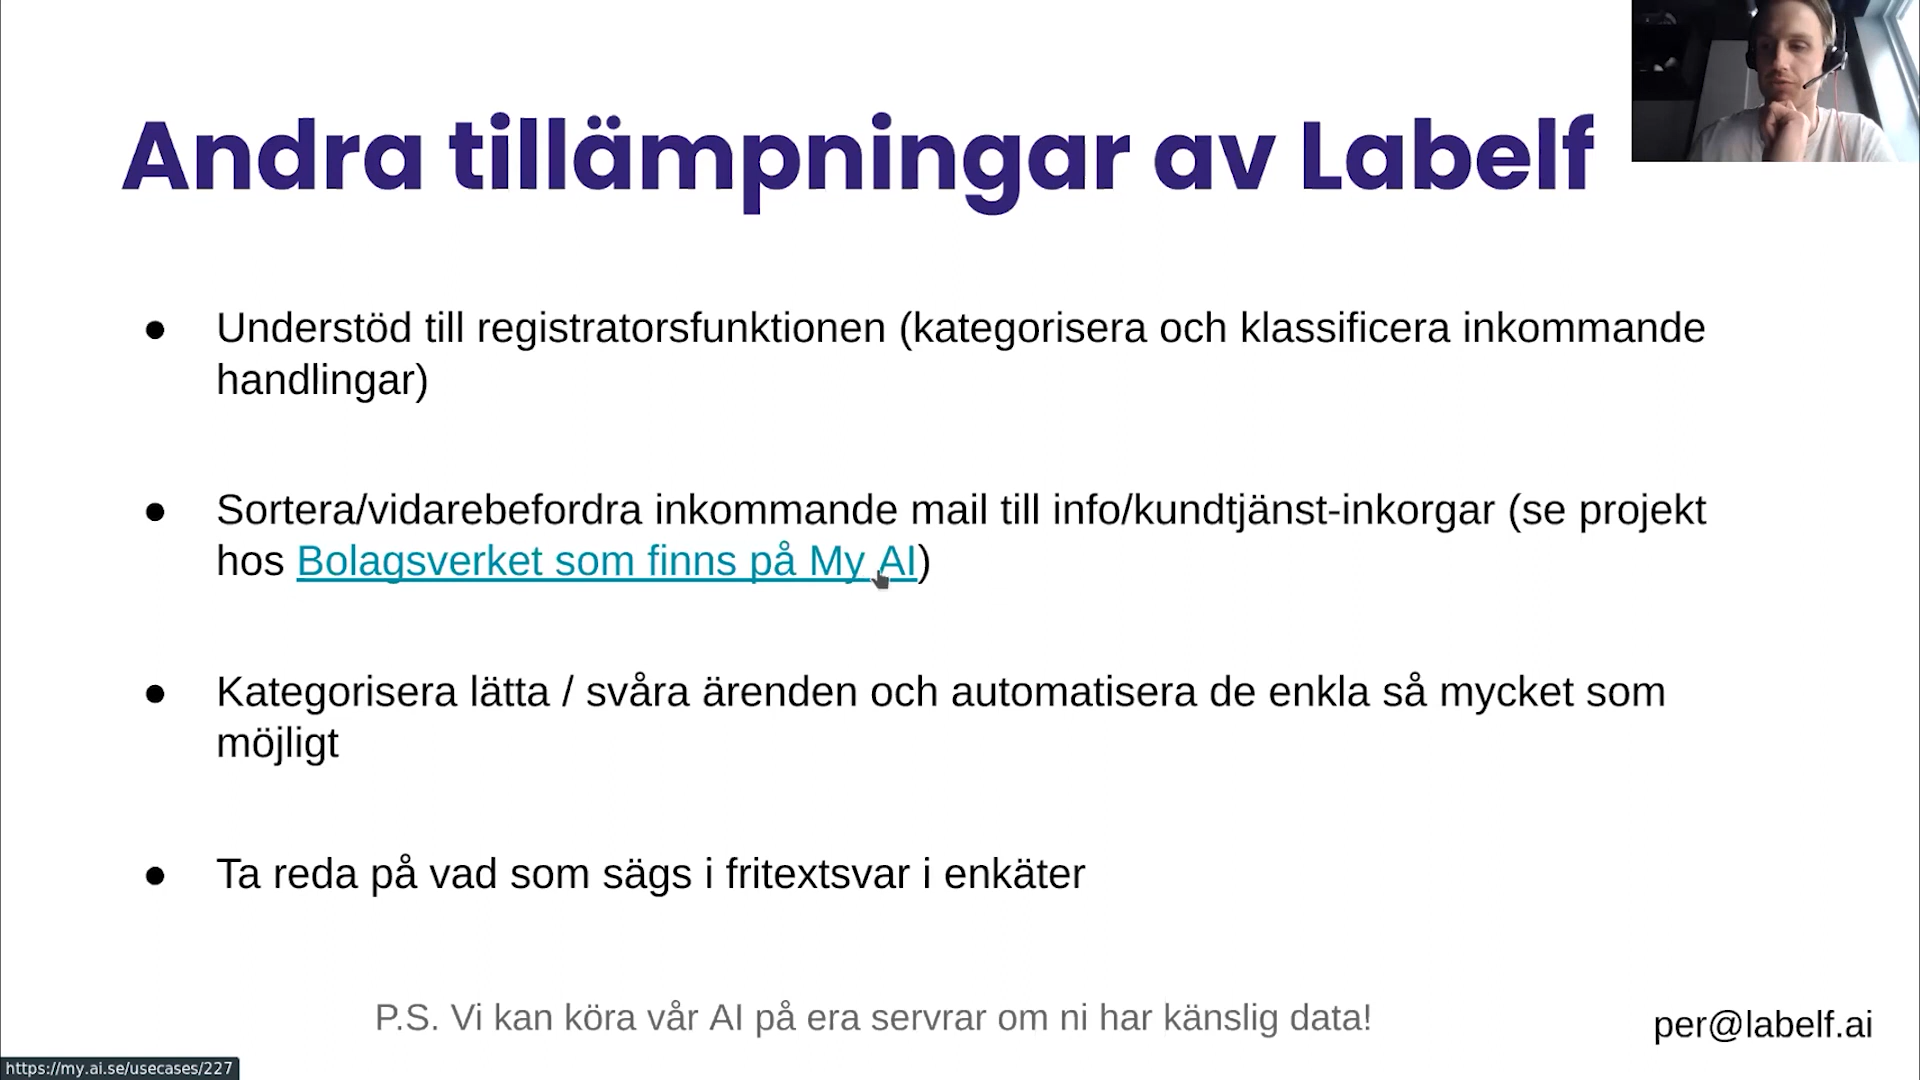 Andra tillämpningar av Labelf
● Understöd till registratorsfunktionen (kategorisera och klassificera inkommande
handlingar)
● Sortera/vidarebefordra inkommande mail till info/kundtjänst-inkorgar (se projekt
hos Bolagsverket som finns på My AI)
● Kategorisera lätta / svåra ärenden och automatisera de enkla så mycket som
möjligt
● Ta reda på vad som sägs i fritextsvar i enkäter
P.S. Vi kan köra vår AI på era servrar om ni har känslig data!
per@labelf.ai
https://my.ai.se/usecases/227